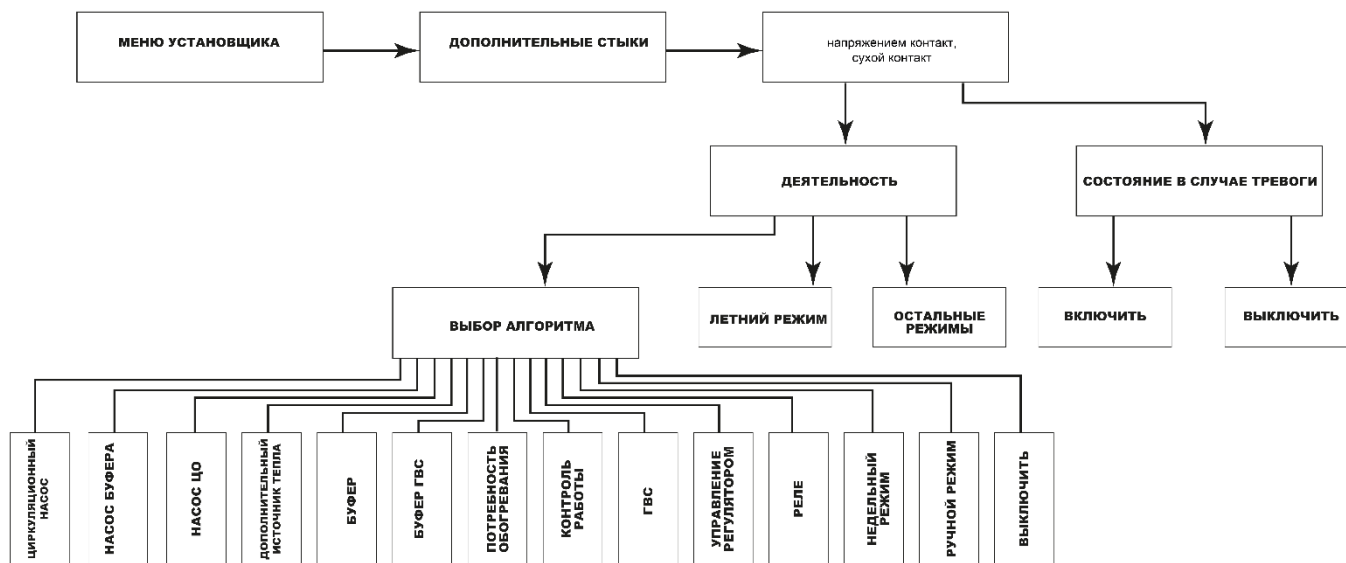 МЕНЮ УСТАНОВЩИКА
ДОПОЛНИТЕЛЬНЫЕ СТЫКИ
напряжением контакт,
сухой контакт
ДЕЯТЕЛЬНОСТЬ
СОСТОЯНИЕ В СЛУЧАЕ ТРЕВОГИ
ВЫБОР АЛГОРИТМА
ЛЕТНИЙ РЕЖИМ
ОСТАЛЬНЫЕ
РЕЖИМЫ
ВКЛЮЧИТЬ
ВЫКЛЮЧИТЬ
ЦИРКУЛЯЦИОННЫЙ
НАСОС
НАСОС БУФЕРА
НАСОС ЦО
ДОПОЛНИТЕЛЬНЫЙ
ИСТОЧНИК ТЕПЛА
БУФЕР
БУФЕР ГВС
ПОТРЕБНОСТЬ
ОБОГРЕВАНИЯ
КОНТРОЛЬ
РАБОТЫ
ГВС
УПРАВЛЕНИЕ
РЕГУЛЯТОРОМ
РЕЛЕ
НЕДЕЛЬНЫЙ
РЕЖИМ
РУЧНОЙ РЕЖИМ
ВЫКЛЮЧИТЬ